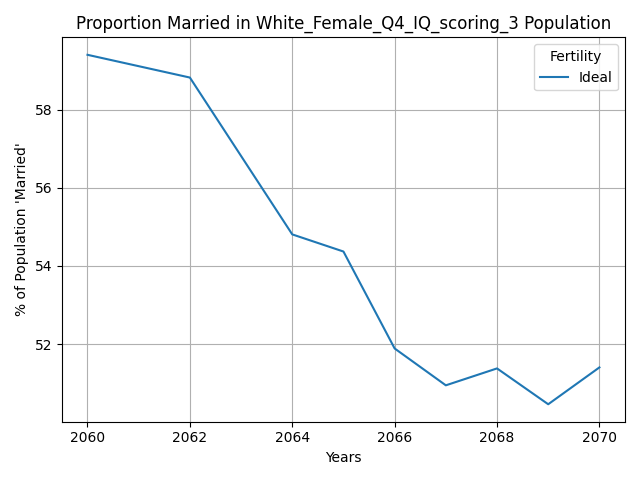 Proportion Married in White_Female_Q4_IQ_scoring_3 Population
Fertility
Ideal
% of Population 'Married'
58
56
54
52
2060
2062
2064
2066
2068
2070
Years